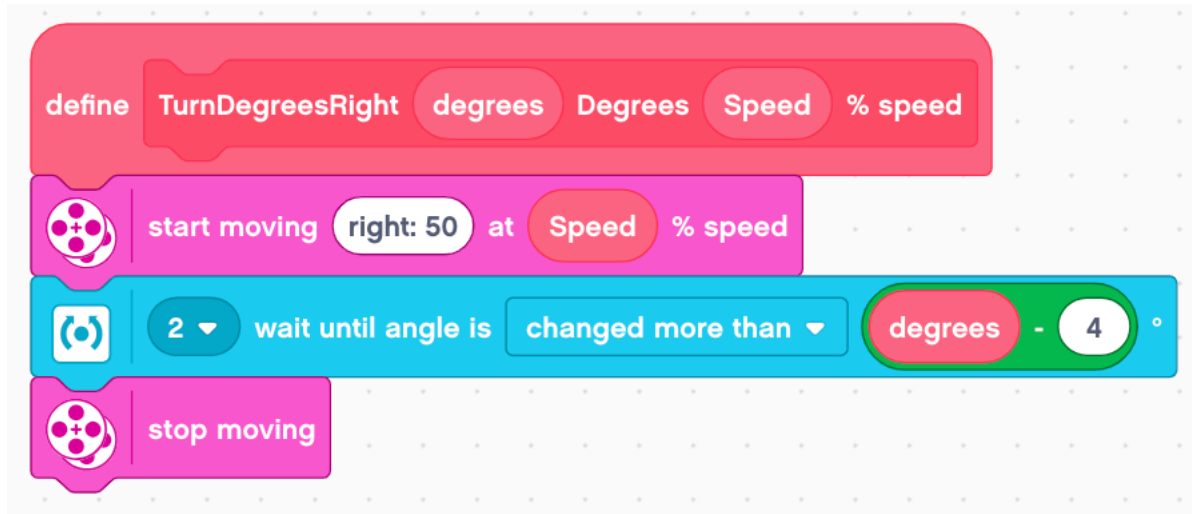 define TurnDegreesRight degrees Degrees Speed % speed
start moving right: 50 at Speed % speed
2 wait until angle is changed more than degrees - 4 °
stop moving